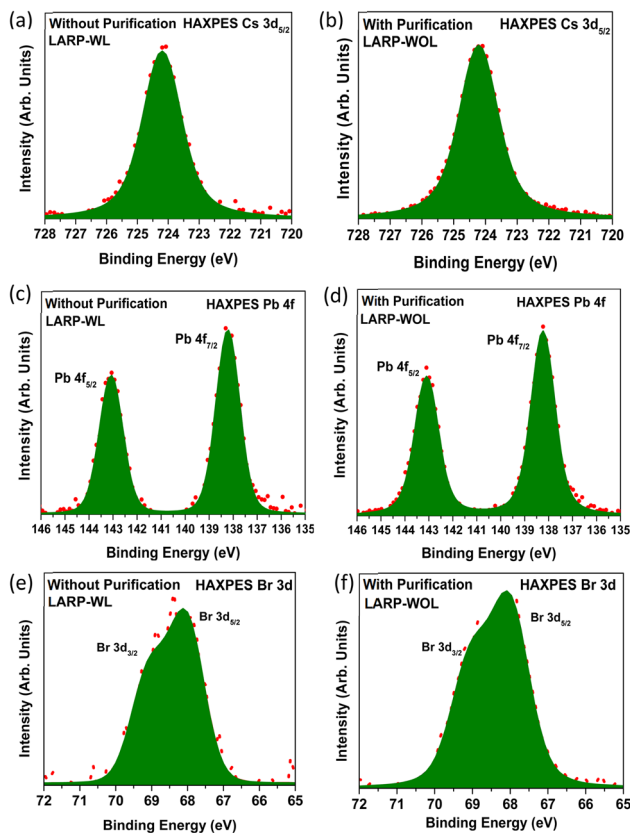 (a)
Without Purification HAXPES Cs 3d5/2
LARP-WL
Intensity (Arb. Units)
728 727 726 725 724 723 722 721 720
Binding Energy (eV)
(b)
With Purification HAXPES Cs 3d5/2
LARP-WOL
Intensity (Arb. Units)
728 727 726 725 724 723 722 721 720
Binding Energy (eV)
(c)
Without Purification HAXPES Pb 4f
LARP-WL
Pb 4f7/2
Pb 4f5/2
Intensity (Arb. Units)
146 145 144 143 142 141 140 139 138 137 136 135
Binding Energy (eV)
(d)
With Purification HAXPES Pb 4f
LARP-WOL
Pb 4f7/2
Pb 4f5/2
Intensity (Arb. Units)
146 145 144 143 142 141 140 139 138 137 136 135
Binding Energy (eV)
(e)
Without Purification HAXPES Br 3d
LARP-WL
Br 3d5/2
Br 3d3/2
Intensity (Arb. Units)
72 71 70 69 68 67 66 65
Binding Energy (eV)
(f)
With Purification HAXPES Br 3d
LARP-WOL
Br 3d5/2
Br 3d3/2
Intensity (Arb. Units)
72 71 70 69 68 67 66 65
Binding Energy (eV)